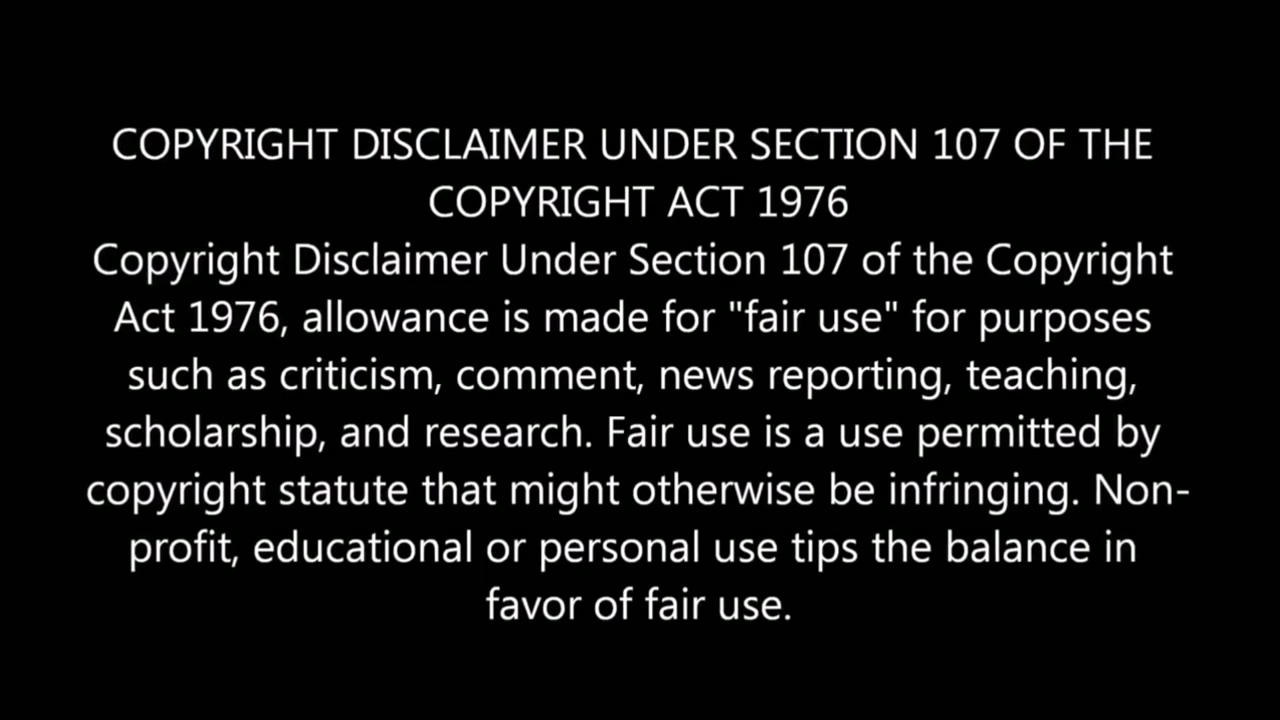 COPYRIGHT DISCLAIMER UNDER SECTION 107 OF THE
COPYRIGHT ACT 1976
Copyright Disclaimer Under Section 107 of the Copyright
Act 1976, allowance is made for "fair use" for purposes
such as criticism, comment, news reporting, teaching,
scholarship, and research. Fair use is a use permitted by
copyright statute that might otherwise be infringing. Non-
profit, educational or personal use tips the balance in
favor of fair use.